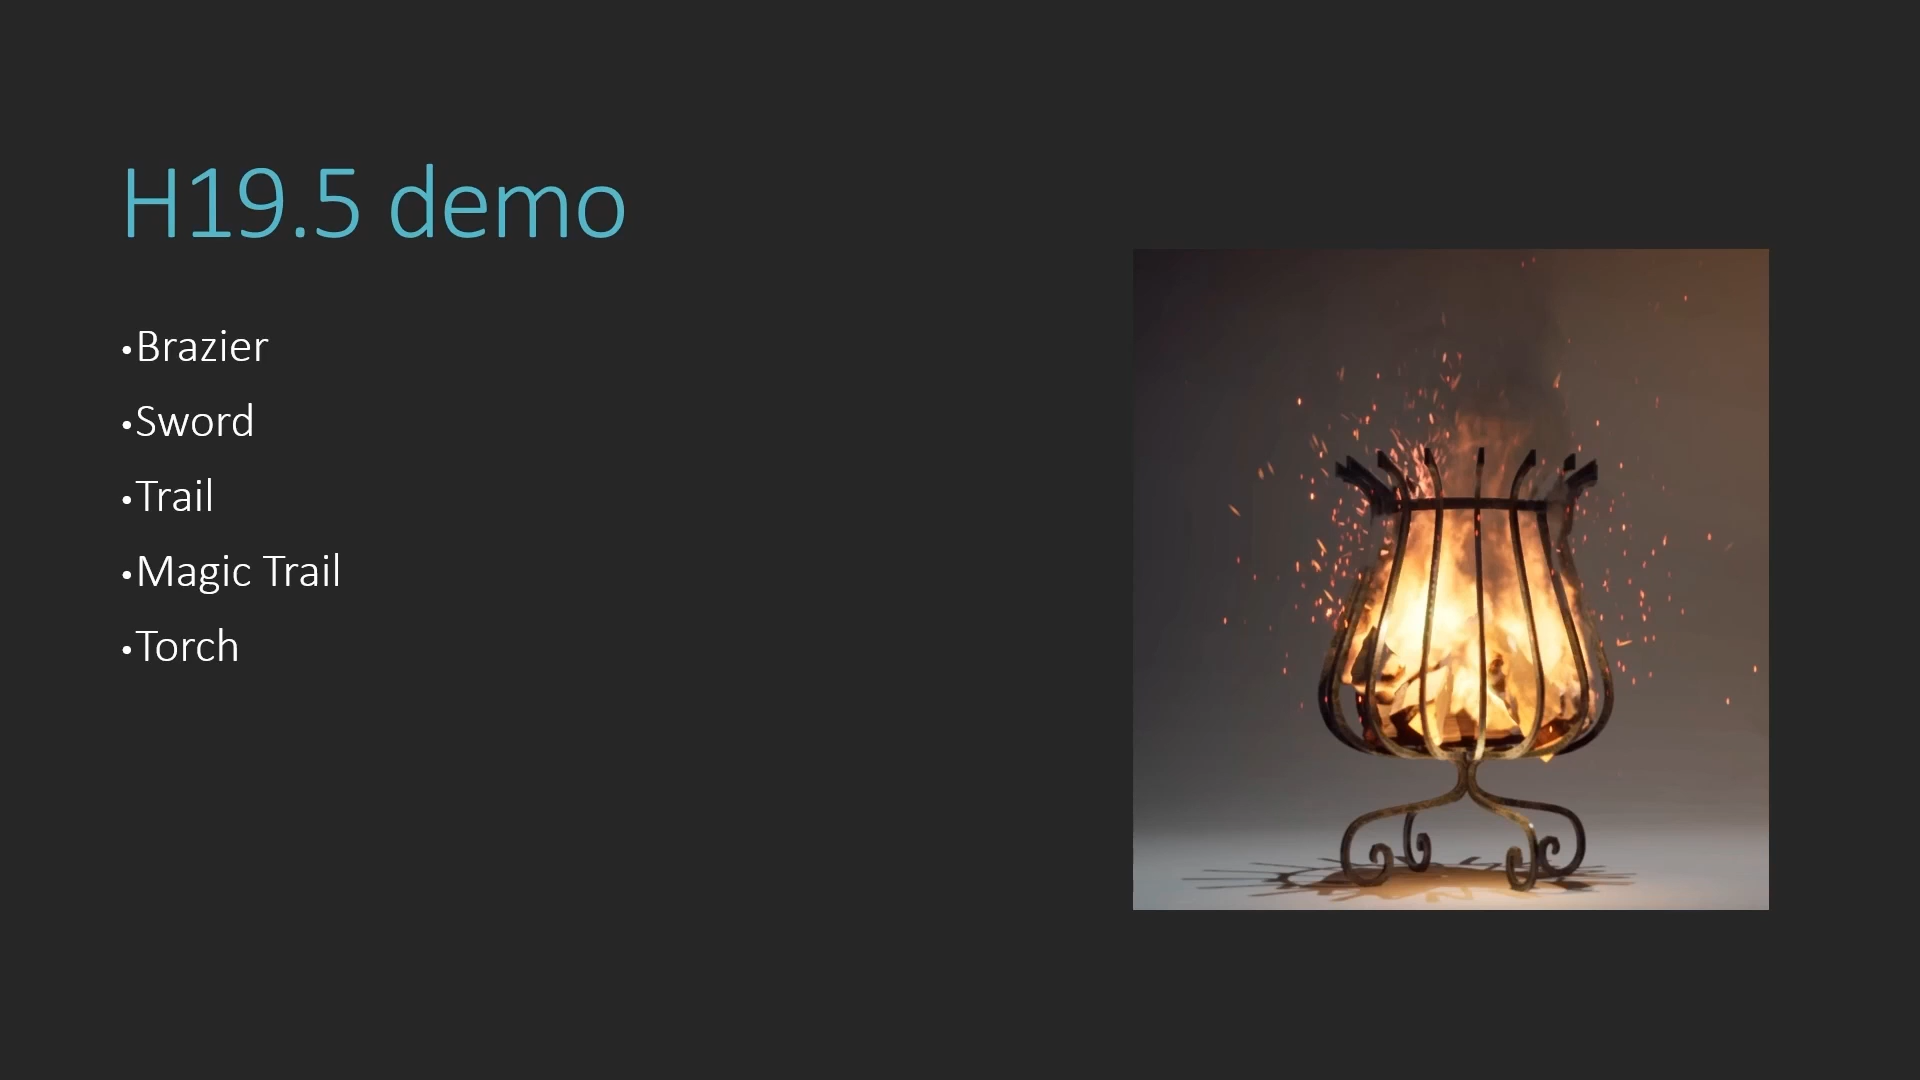 H19.5 demo
•Brazier
•Sword
•Trail
•Magic Trail
•Torch